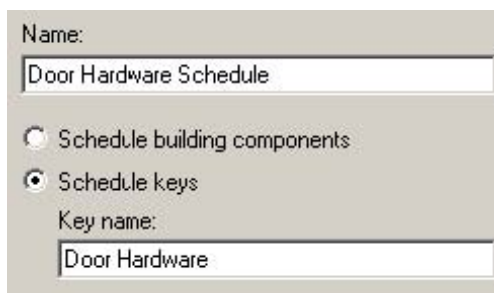 Name:
Door Hardware Schedule
Schedule building components
Schedule keys
Key name:
Door Hardware